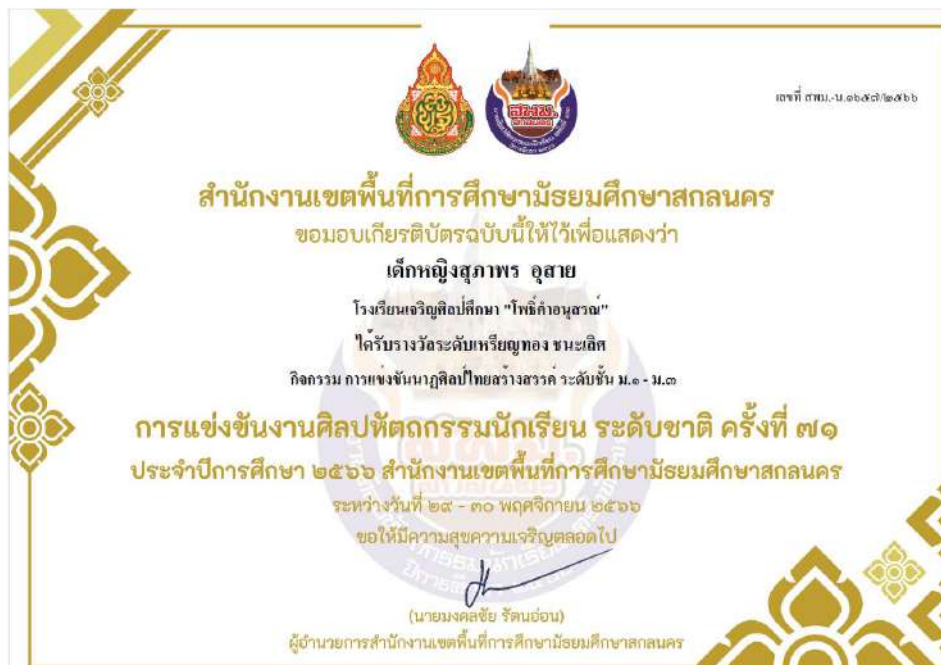 เลขที่ สพม.-น.๑๖๕๗/๒๕๖๖
สพม.
สกลนคร
สำนักงานเขตพื้นที่การศึกษามัธยมศึกษาสกลนคร
ขอมอบเกียรติบัตรฉบับนี้ให้ไว้เพื่อแสดงว่า
เด็กหญิงสุภาพร อุสาย
โรงเรียนเจริญศิลป์ศึกษา "โพธิ์คำอนุสรณ์"
ได้รับรางวัลระดับเหรียญทอง ชนะเลิศ
กิจกรรม การแข่งขันนาฏศิลป์ไทยสร้างสรรค์ ระดับชั้น ม.๑ - ม.๓
การแข่งขันงานศิลปหัตถกรรมนักเรียน ระดับชาติ ครั้งที่ ๗๑
ประจำปีการศึกษา ๒๕๖๖ สำนักงานเขตพื้นที่การศึกษามัธยมศึกษาสกลนคร
ระหว่างวันที่ ๒๙ - ๓๐ พฤศจิกายน ๒๕๖๖
ขอให้มีความสุขความเจริญตลอดไป
(นายมงคลชัย รัตนอ่อน)
ผู้อำนวยการสำนักงานเขตพื้นที่การศึกษามัธยมศึกษาสกลนคร